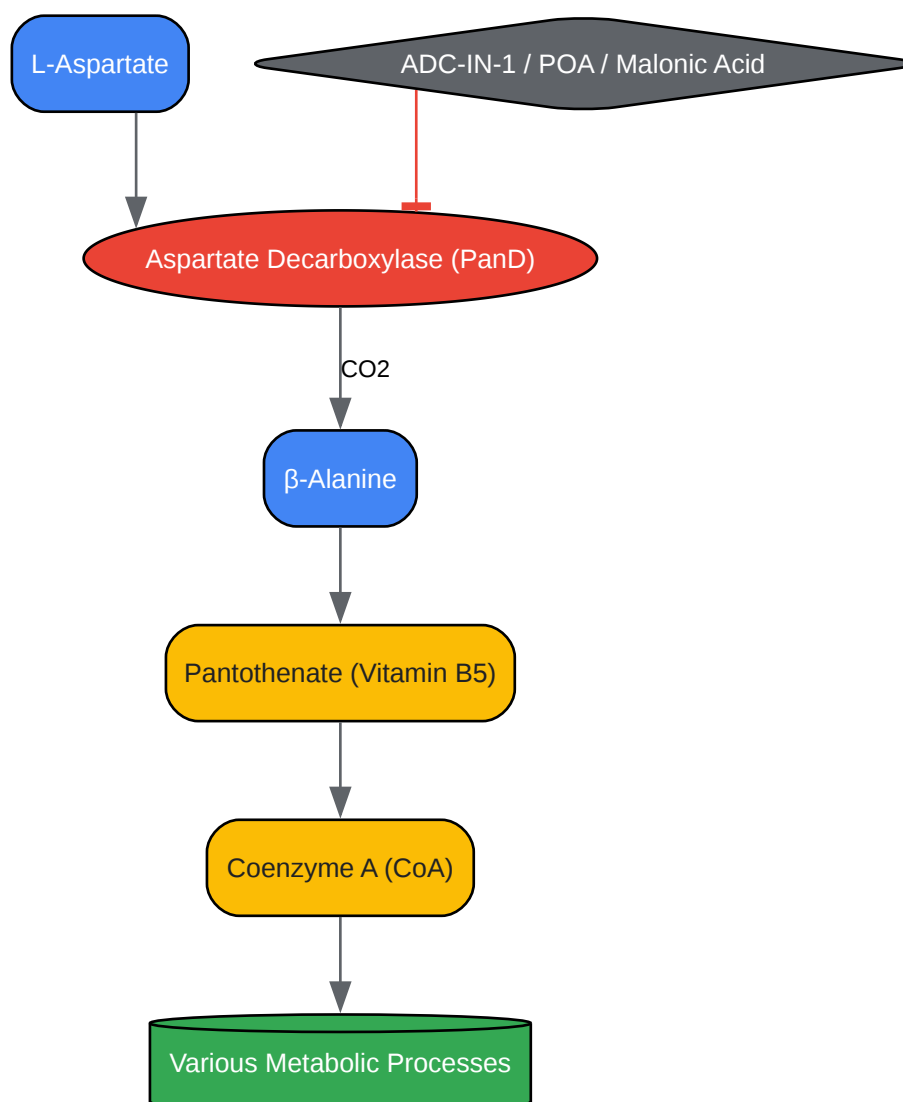 L-Aspartate
ADC-IN-1 / POA / Malonic Acid
Aspartate Decarboxylase (PanD)
CO2
β-Alanine
Pantothenate (Vitamin B5)
Coenzyme A (CoA)
Various Metabolic Processes